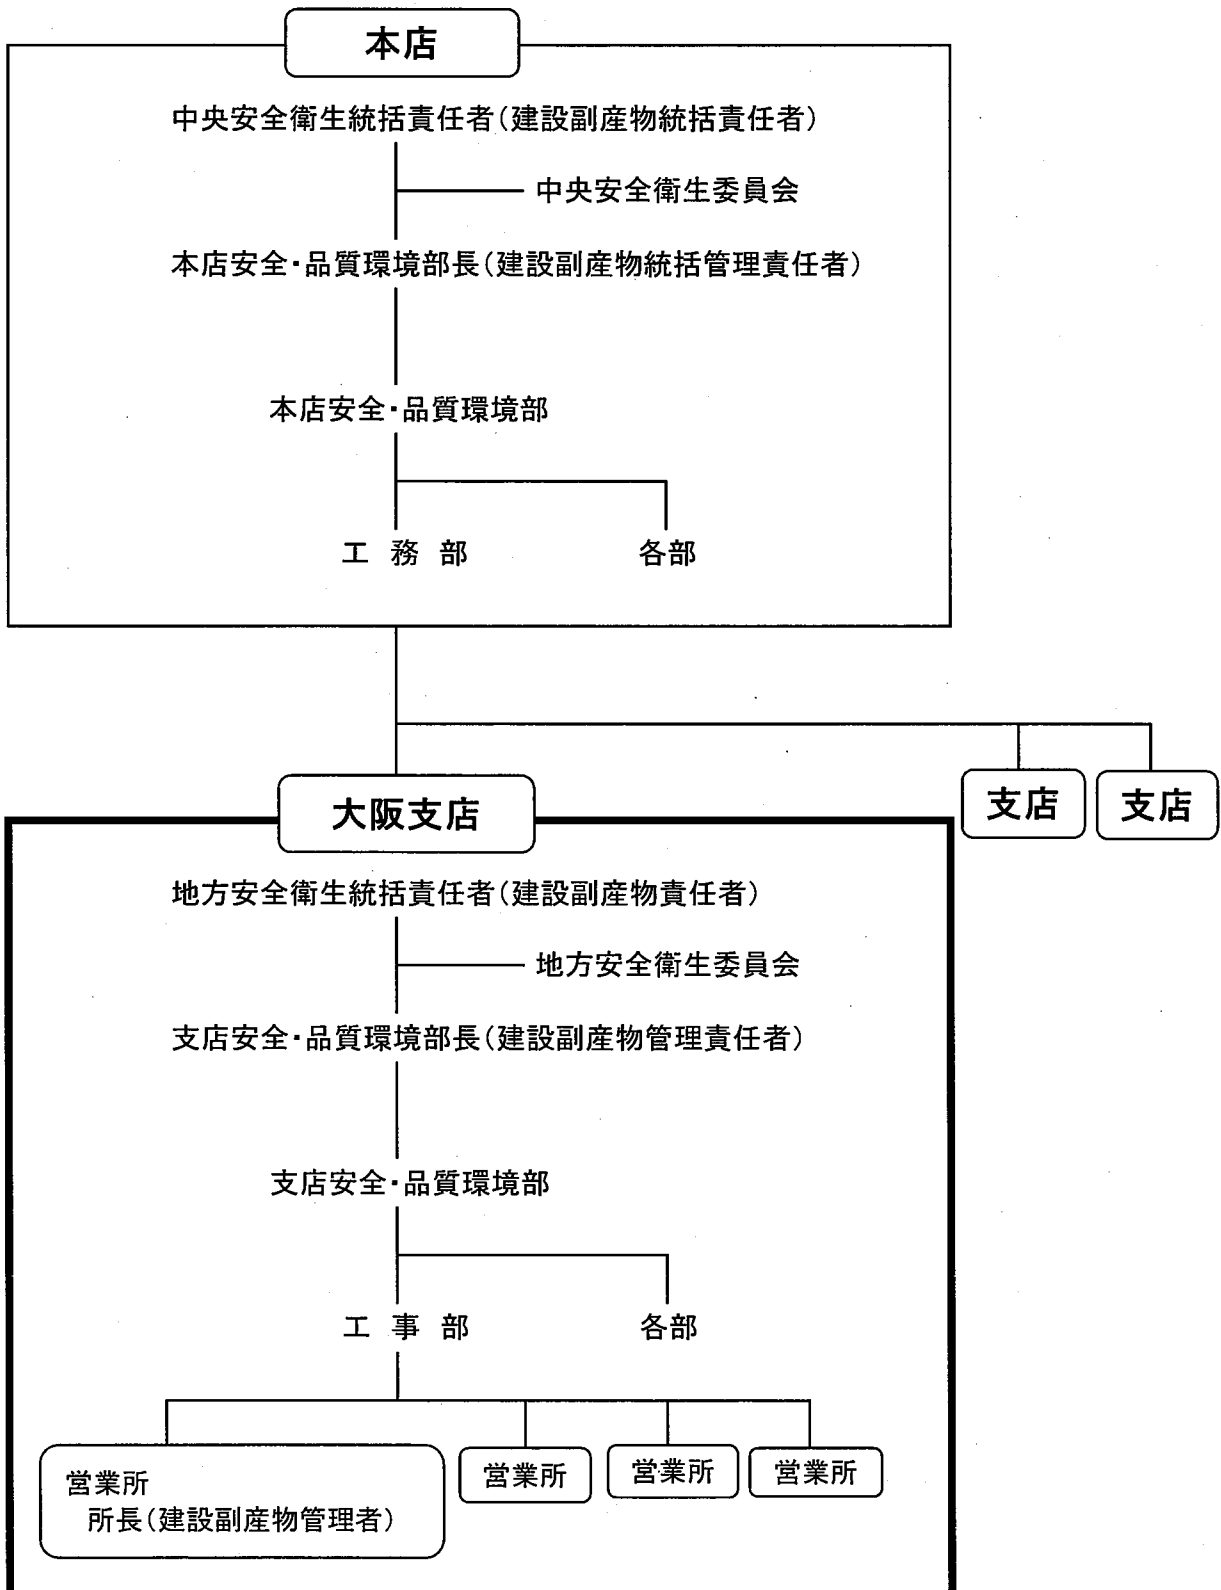 本店
中央安全衛生統括責任者(建設副産物統括責任者)
中央安全衛生委員会
本店安全・品質環境部長(建設副産物統括管理責任者)
本店安全・品質環境部
工 務 部
各部
大阪支店
支店
支店
地方安全衛生統括責任者(建設副産物責任者)
地方安全衛生委員会
支店安全・品質環境部長(建設副産物管理責任者)
支店安全・品質環境部
工 事 部
各部
営業所
所長(建設副産物管理者)
営業所
営業所
営業所